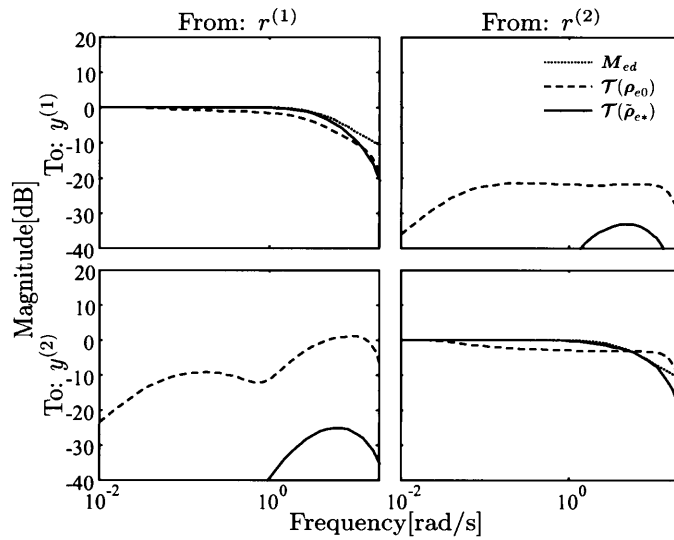 From: $r^{(1)}$
From: $r^{(2)}$
20
10
0
-10
-20
-30
-40
To: $y^{(1)}$
$M_{ed}$
$\mathcal{T}(\rho_{e0})$
$\mathcal{T}(\tilde{\rho}_{e*})$
Magnitude[dB]
20
10
0
-10
-20
-30
-40
To: $y^{(2)}$
$10^{-2}$
$10^{0}$
$10^{-2}$
$10^{0}$
Frequency[rad/s]